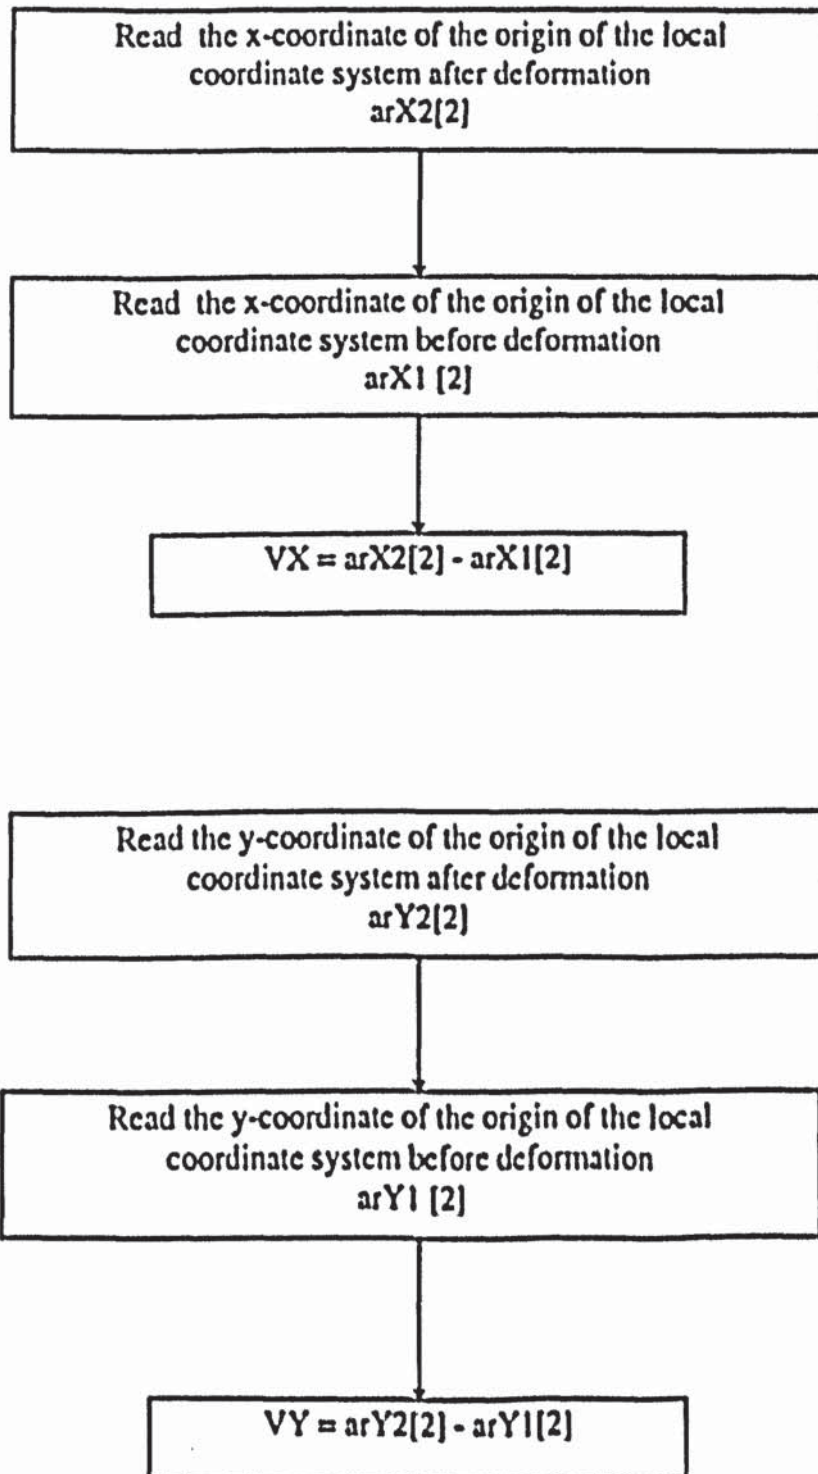 Read the x-coordinate of the origin of the local
coordinate system after deformation
arX2[2]
Read the x-coordinate of the origin of the local
coordinate system before deformation
arX1 [2]
VX = arX2[2] - arX1[2]
Read the y-coordinate of the origin of the local
coordinate system after deformation
arY2[2]
Read the y-coordinate of the origin of the local
coordinate system before deformation
arY1 [2]
VY = arY2[2] - arY1[2]